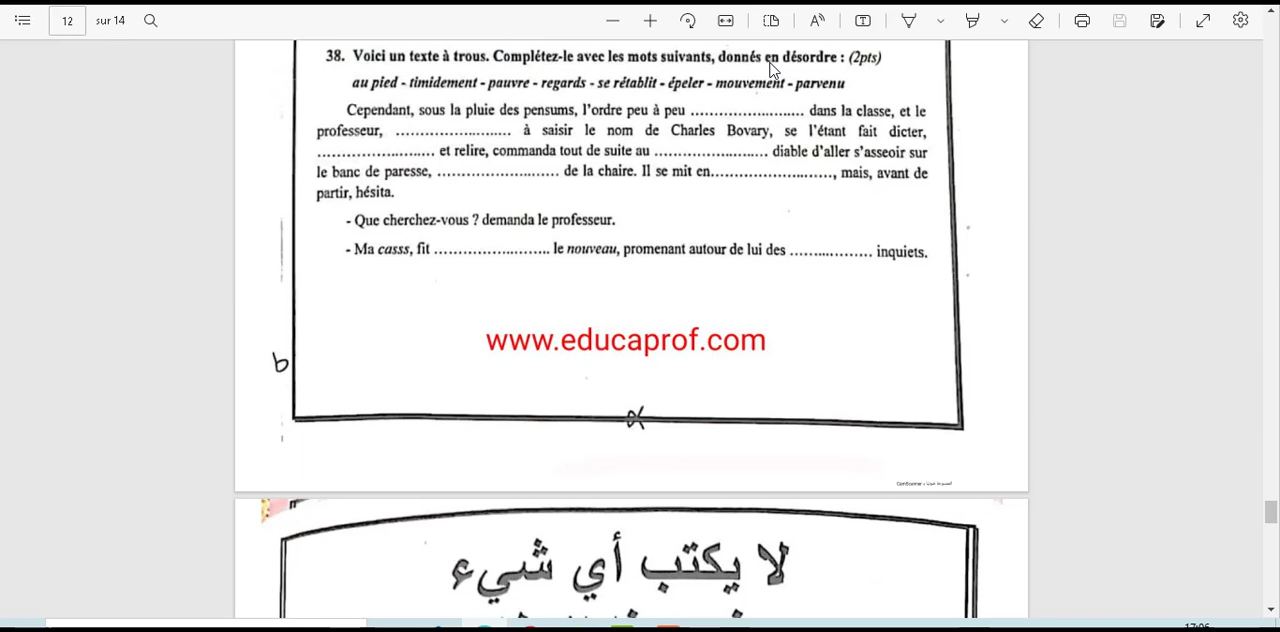 12 sur 14
38. Voici un texte à trous. Complétez-le avec les mots suivants, donnés en désordre : (2pts)
au pied - timidement - pauvre - regards - se rétablit - épeler - mouvement - parvenu
Cependant, sous la pluie des pensums, l'ordre peu à peu ........................ dans la classe, et le
professeur, ........................ à saisir le nom de Charles Bovary, se l'étant fait dicter,
........................ et relire, commanda tout de suite au ........................ diable d'aller s'asseoir sur
le banc de paresse, ........................ de la chaire. Il se mit en........................, mais, avant de
partir, hésita.
- Que cherchez-vous ? demanda le professeur.
- Ma casss, fit ........................ le nouveau, promenant autour de lui des ................. inquiets.
www.educaprof.com
b
CamScanner
لا يكتب أي شيء
17:06